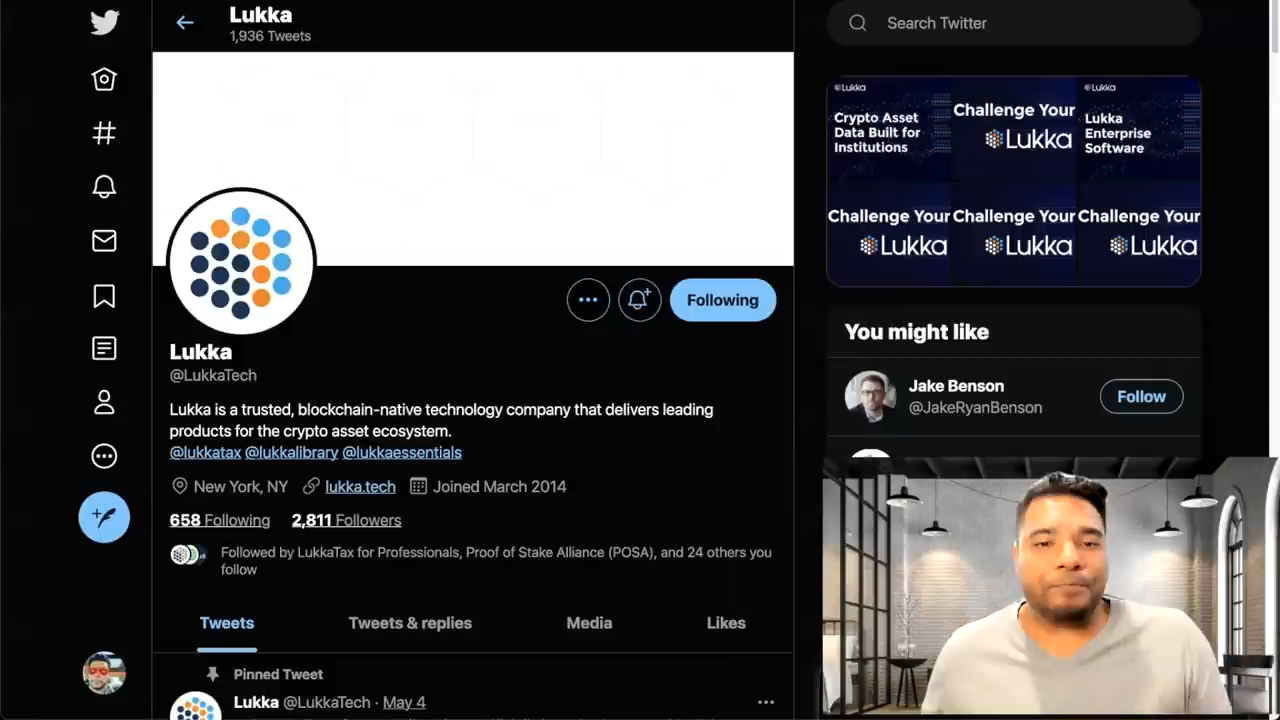 Lukka
1,936 Tweets
Search Twitter
Lukka
Crypto Asset
Data Built for
Institutions
Challenge Your
Lukka
Lukka
Lukka
Enterprise
Software
Challenge Your
Lukka
Challenge Your
Lukka
Challenge Your
Lukka
Following
You might like
Jake Benson
@JakeRyanBenson
Follow
Lukka
@LukkaTech
Lukka is a trusted, blockchain-native technology company that delivers leading
products for the crypto asset ecosystem.
@lukkatax @lukkalibrary @lukkaessentials
New York, NY lukka.tech Joined March 2014
658 Following 2,811 Followers
Followed by LukkaTax for Professionals, Proof of Stake Alliance (POSA), and 24 others you
follow
Tweets Tweets & replies Media Likes
Pinned Tweet
Lukka @LukkaTech · May 4